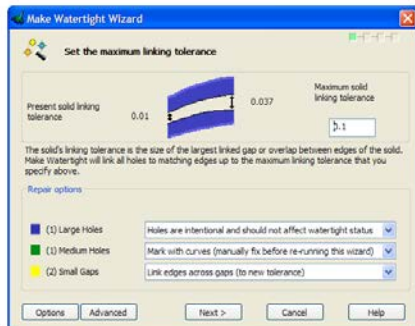 Make Watertight Wizard
Set the maximum linking tolerance
Present solid linking tolerance
0.01
0.037
Maximum solid linking tolerance
0.1
The solid's linking tolerance is the size of the largest linked gap or overlap between edges of the solid.
Make Watertight will link all holes to matching edges up to the maximum linking tolerance that you
specify above.
Repair options
(1) Large Holes
Holes are intentional and should not affect watertight status
(1) Medium Holes
Mark with curves (manually fix before re-running this wizard)
(2) Small Gaps
Link edges across gaps (to new tolerance)
Options
Advanced
Next >
Cancel
Help